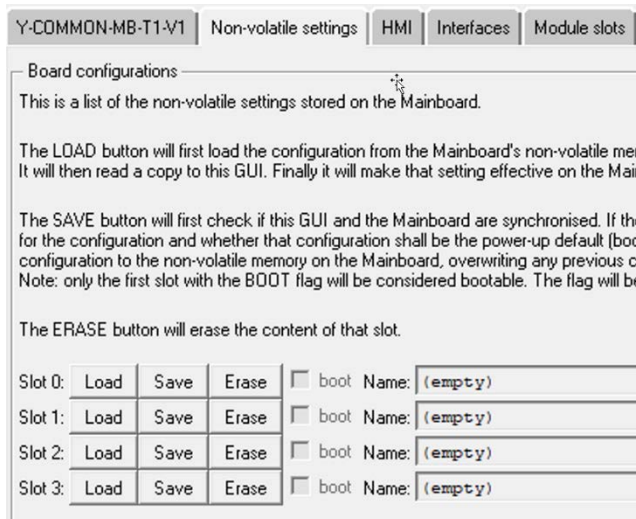 Y-COMMON-MB-T1-V1 Non-volatile settings HMI Interfaces Module slots
Board configurations
This is a list of the non-volatile settings stored on the Mainboard.
The LOAD button will first load the configuration from the Mainboard's non-volatile
It will then read a copy to this GUI. Finally it will make that setting effective on the
The SAVE button will first check if this GUI and the Mainboard are synchronised. If
for the configuration and whether that configuration shall be the power-up default
configuration to the non-volatile memory on the Mainboard, overwriting any previous
Note: only the first slot with the BOOT flag will be considered bootable. The flag will
The ERASE button will erase the content of that slot.
Slot 0: Load Save Erase boot Name: (empty)
Slot 1: Load Save Erase boot Name: (empty)
Slot 2: Load Save Erase boot Name: (empty)
Slot 3: Load Save Erase boot Name: (empty)